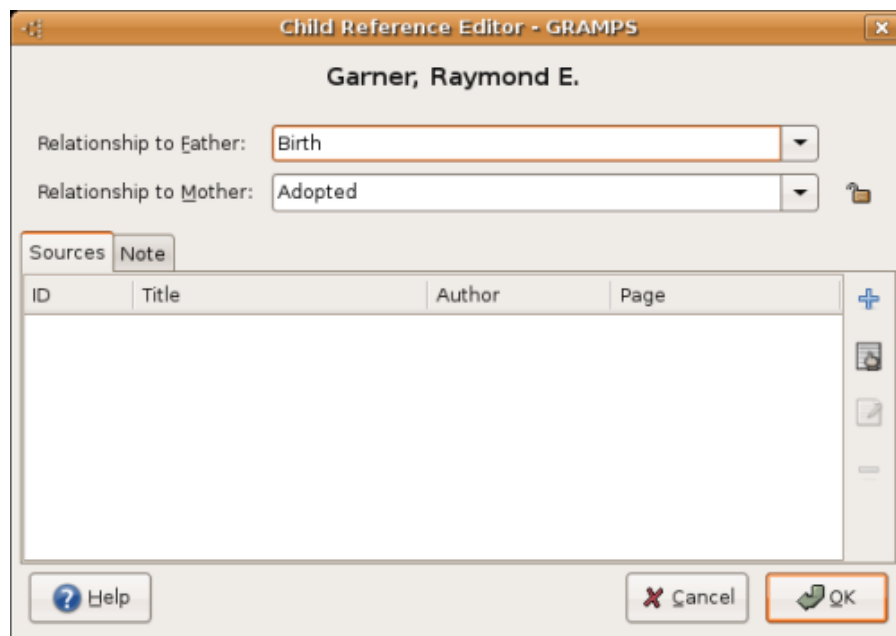 Child Reference Editor - GRAMPS
Garner, Raymond E.
Relationship to Father: Birth
Relationship to Mother: Adopted
Sources Note
ID Title Author Page
Help Cancel OK